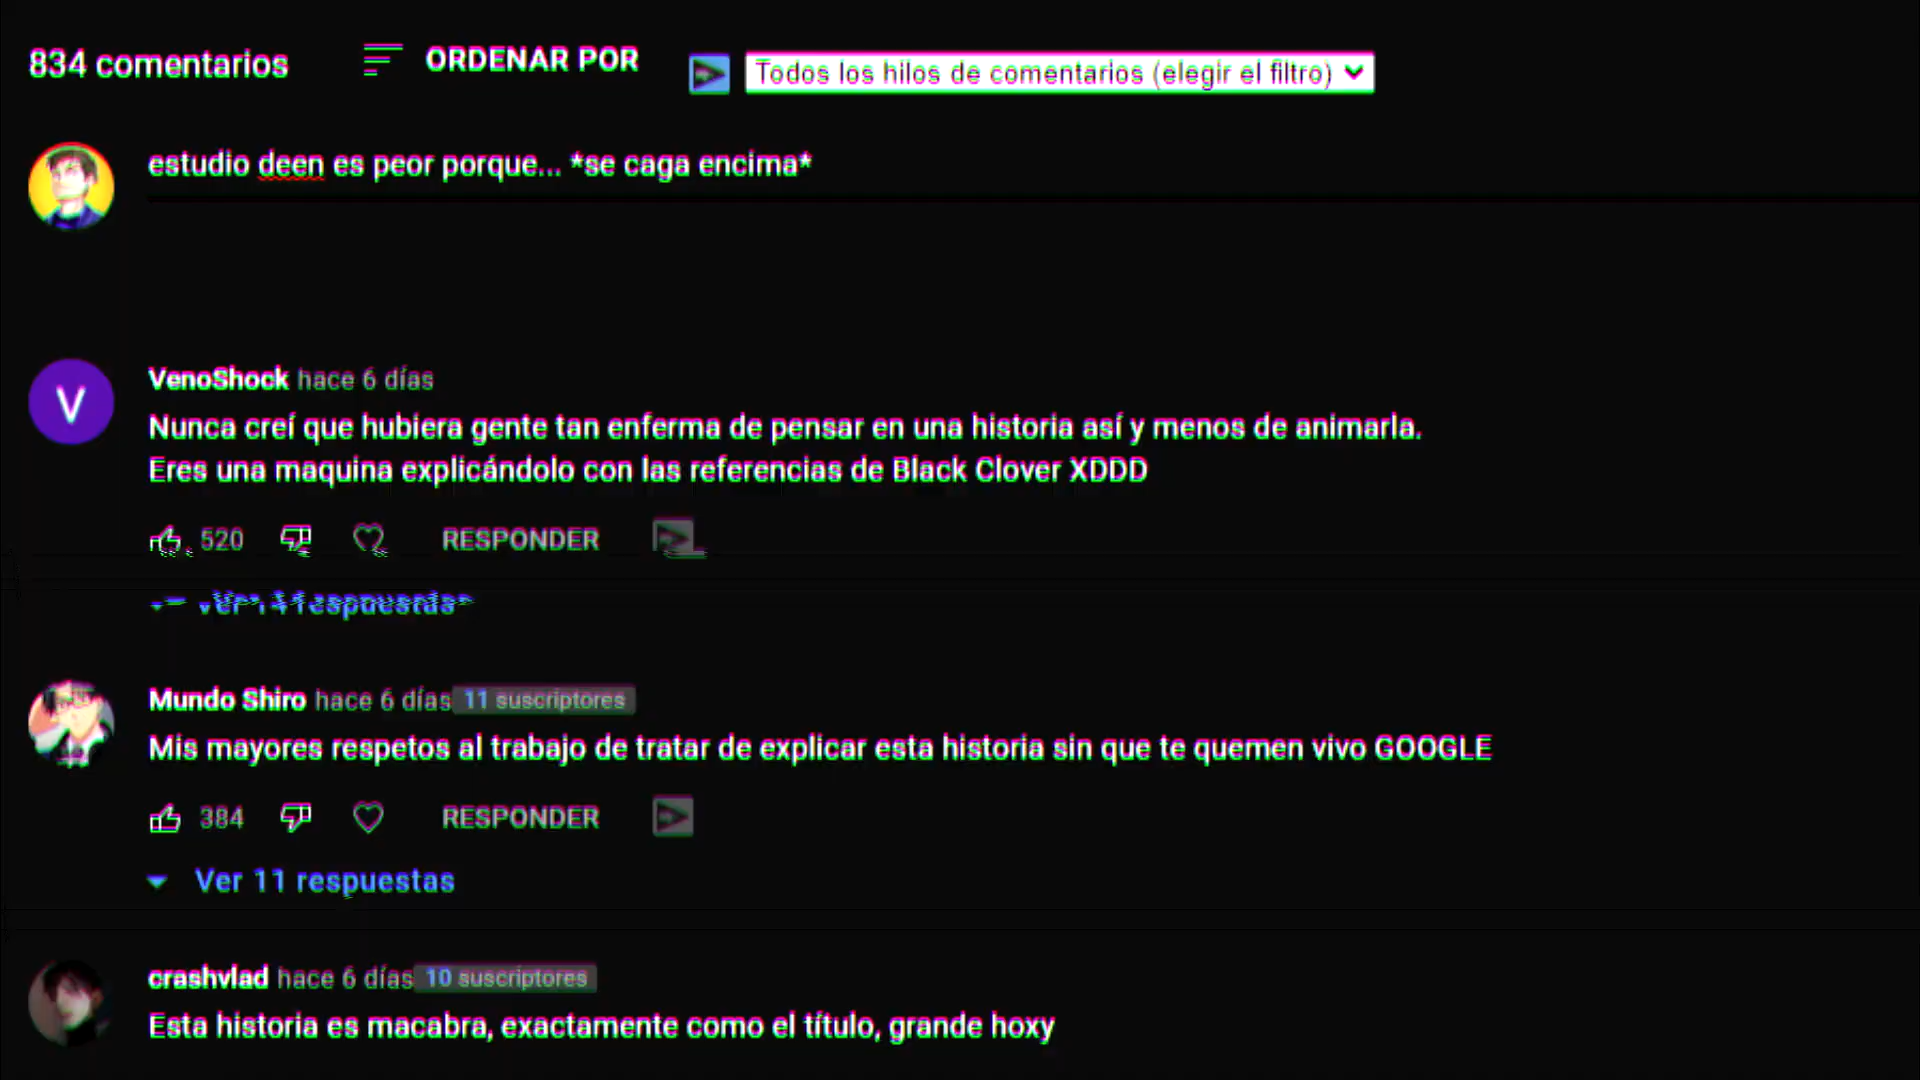 834 comentarios
ORDENAR POR
Todos los hilos de comentarios (elegir el filtro)
estudio deen es peor porque... *se caga encima*
V
VenoShock hace 6 días
Nunca creí que hubiera gente tan enferma de pensar en una historia así y menos de animarla.
Eres una maquina explicándolo con las referencias de Black Clover XDDD
520
RESPONDER
respuestas
Mundo Shiro hace 6 días 11 suscriptores
Mis mayores respetos al trabajo de tratar de explicar esta historia sin que te quemen vivo GOOGLE
384
RESPONDER
Ver 11 respuestas
crashvlad hace 6 días 10 suscriptores
Esta historia es macabra, exactamente como el título, grande hoxy